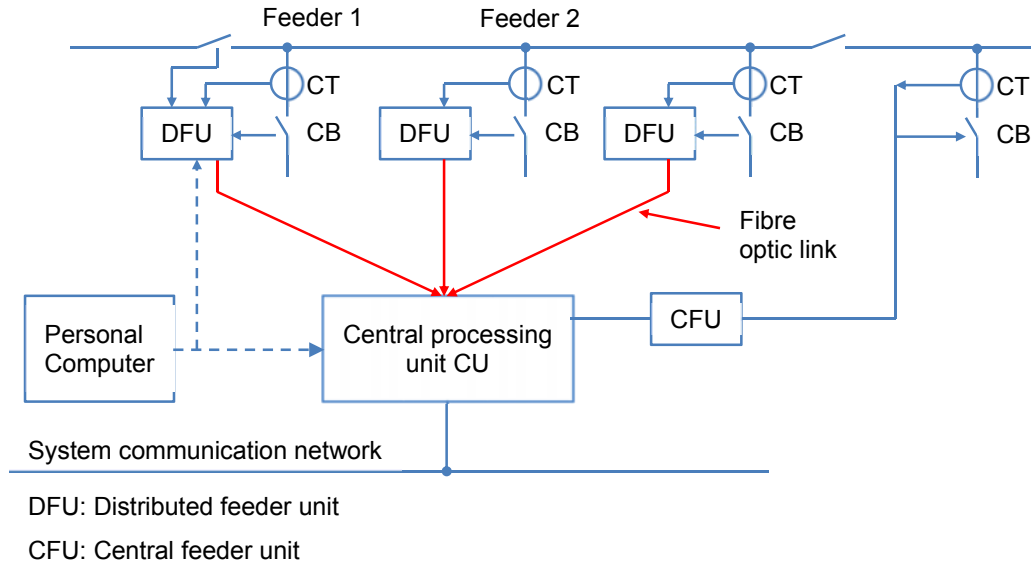 Feeder 1
Feeder 2
CT
CT
CT
CT
DFU
CB
DFU
CB
DFU
CB
CB
Fibre
optic link
Personal
Computer
Central processing
unit CU
CFU
System communication network
DFU: Distributed feeder unit
CFU: Central feeder unit